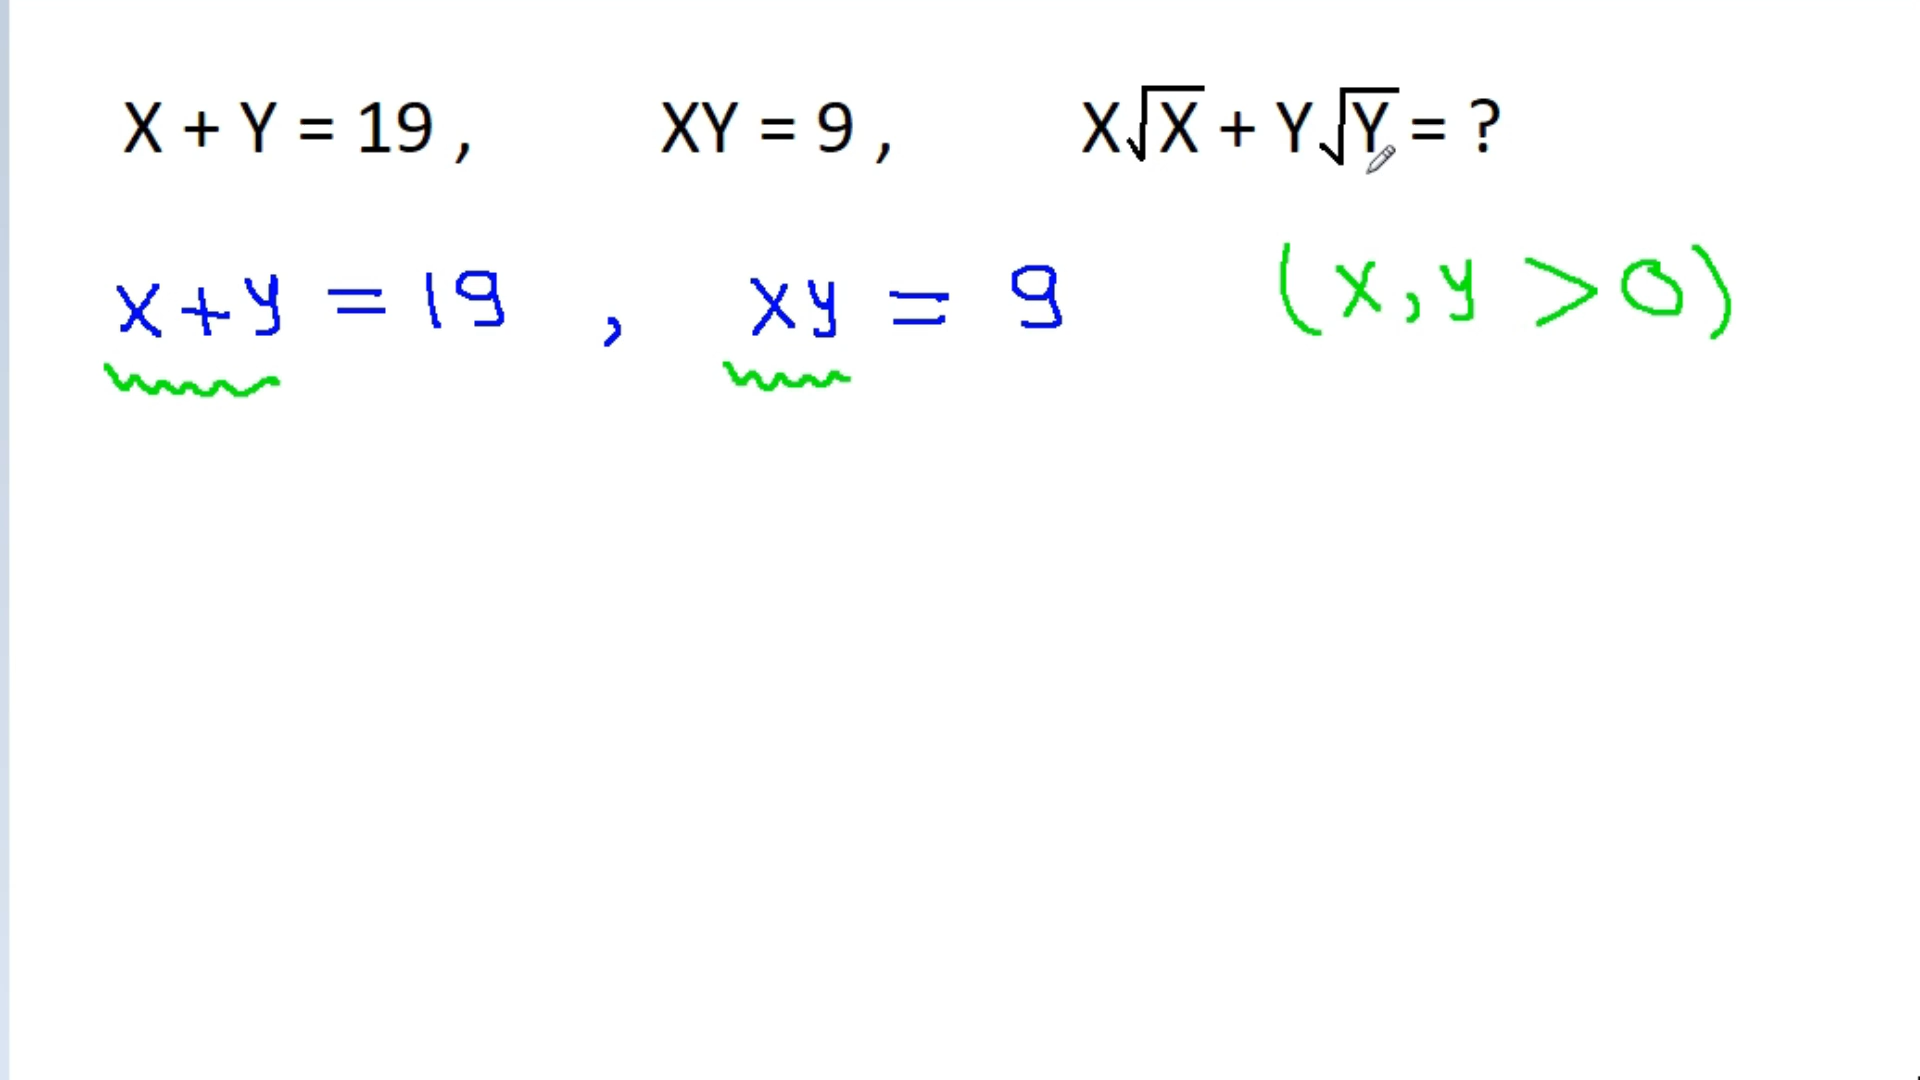 X + Y = 19 , XY = 9 , X√X + Y√Y = ?
x+y = 19 , xy = 9 (x,y > 0)